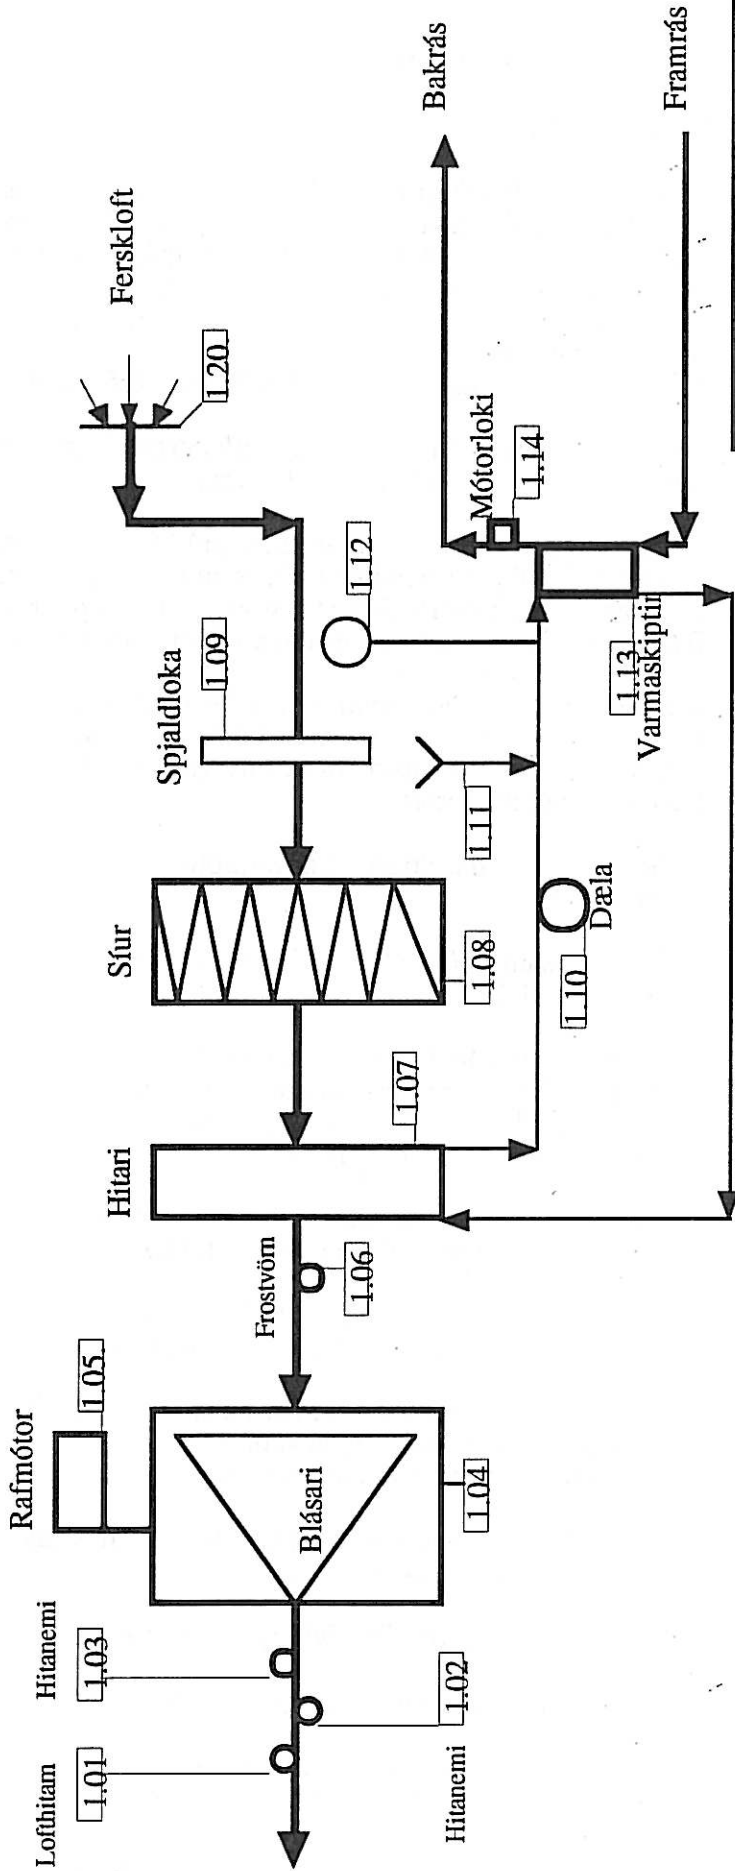 Lofthitam
1.01
Hitanemi
1.03
Hitanemi
1.02
Rafmótor
1.05
Blásari
1.04
Frostvöm
1.06
Hitari
1.07
Síur
1.08
Spjaldloka
1.09
Dæla
1.10
1.11
1.12
1.13
Varmaskiptir
Mótorloki
1.14
Ferskloft
1.20
Bakrás
Framrás